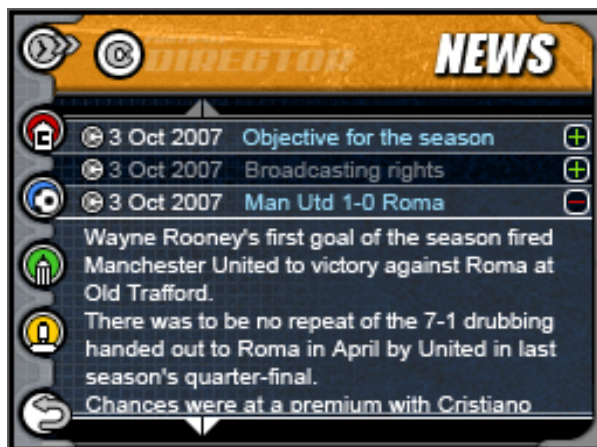 DIRECTOR
NEWS
3 Oct 2007 Objective for the season
3 Oct 2007 Broadcasting rights
3 Oct 2007 Man Utd 1-0 Roma
Wayne Rooney's first goal of the season fired
Manchester United to victory against Roma at
Old Trafford.
There was to be no repeat of the 7-1 drubbing
handed out to Roma in April by United in last
season's quarter-final.
Chances were at a premium with Cristiano